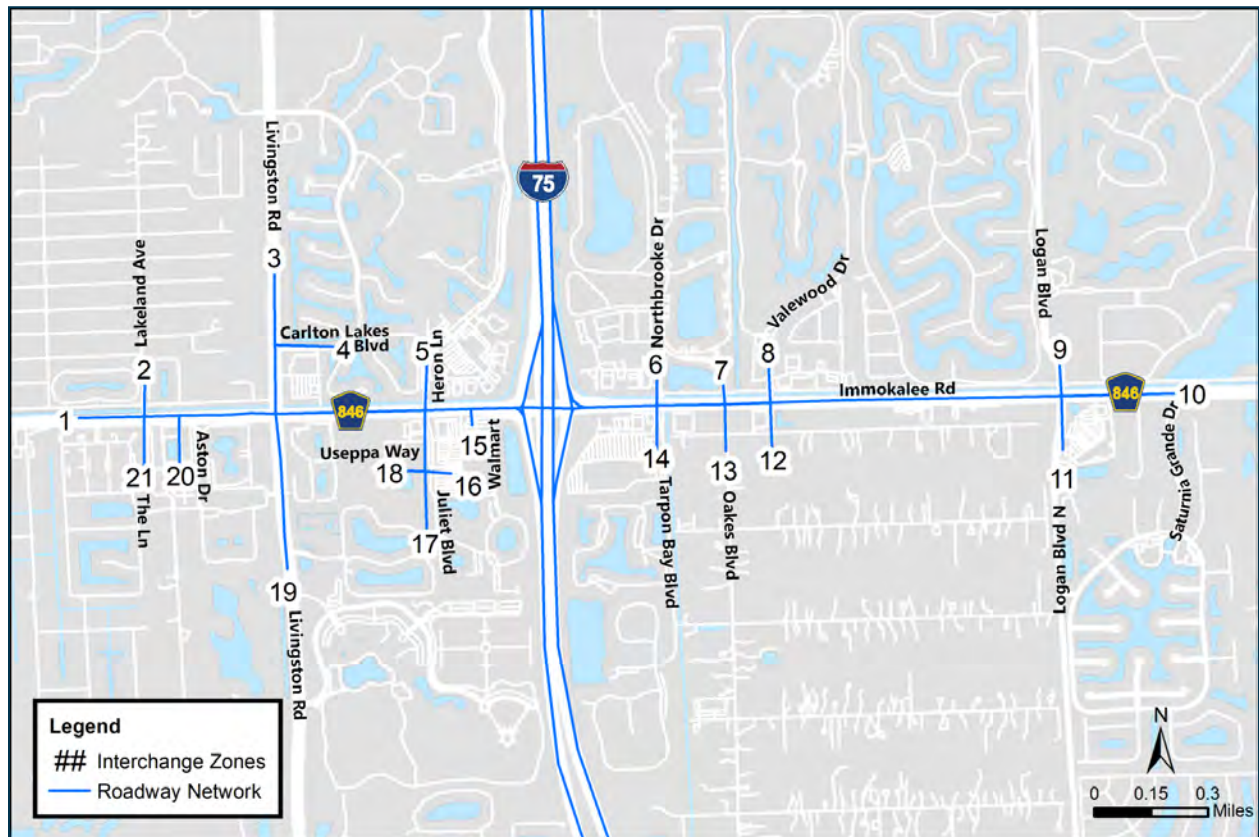 Livingston Rd
75
Lakeland Ave
3
Northbrooke Dr
Valewood Dr
Logan Blvd
Carlton Lakes
Blvd
4
5
Heron Ln
2
6
7
8
9
Immokalee Rd
846
846
10
1
Aston Dr
Useppa Way
15
Walmart
Saturnia Grande Dr
21
20
18
16
14
13
12
11
The Ln
Juliet Blvd
17
Tarpon Bay Blvd
Oakes Blvd
Logan Blvd N
19
Livingston Rd
Legend
## Interchange Zones
Roadway Network
N
0 0.15 0.3
Miles